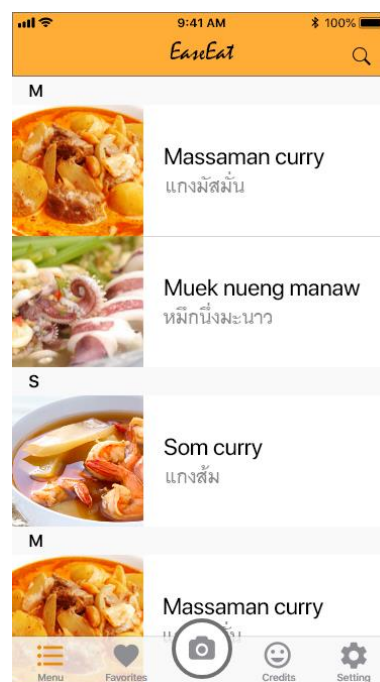 9:41 AM
100%
EaseEat
M
Massaman curry
แกงมัสมั่น
Muek nueng manaw
หมึกนึ่งมะนาว
S
Som curry
แกงส้ม
M
Massaman curry
Menu
Favorites
Credits
Setting